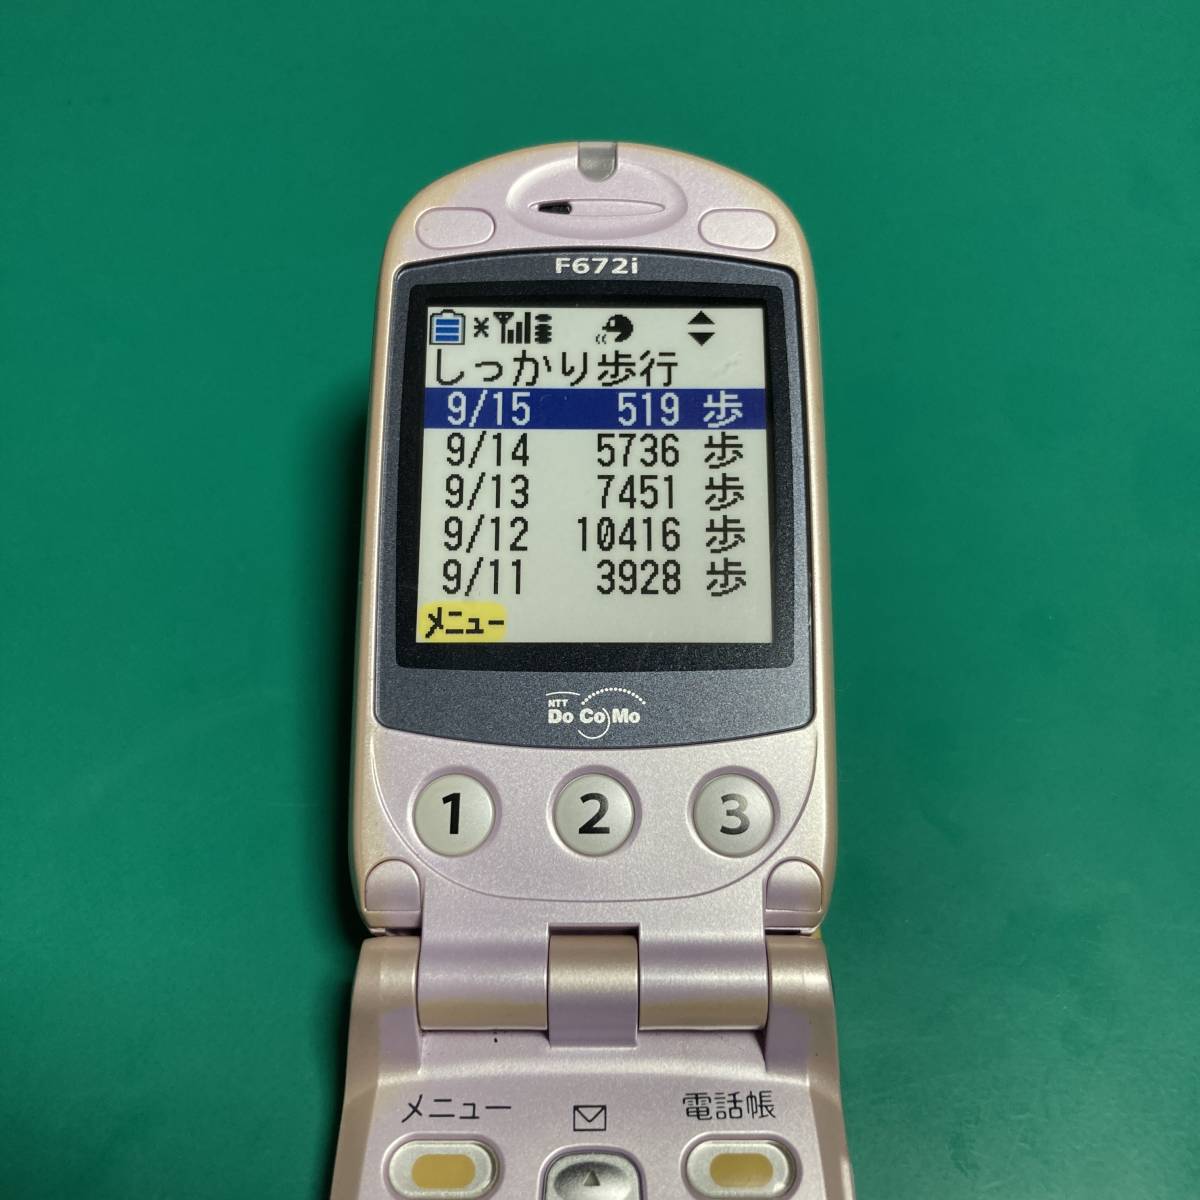 F672i
しっかり歩行
9/15 519 歩
9/14 5736 歩
9/13 7451 歩
9/12 10416 歩
9/11 3928 歩
メニュー
NTT
DoCoMo
1 2 3
メニュー 電話帳